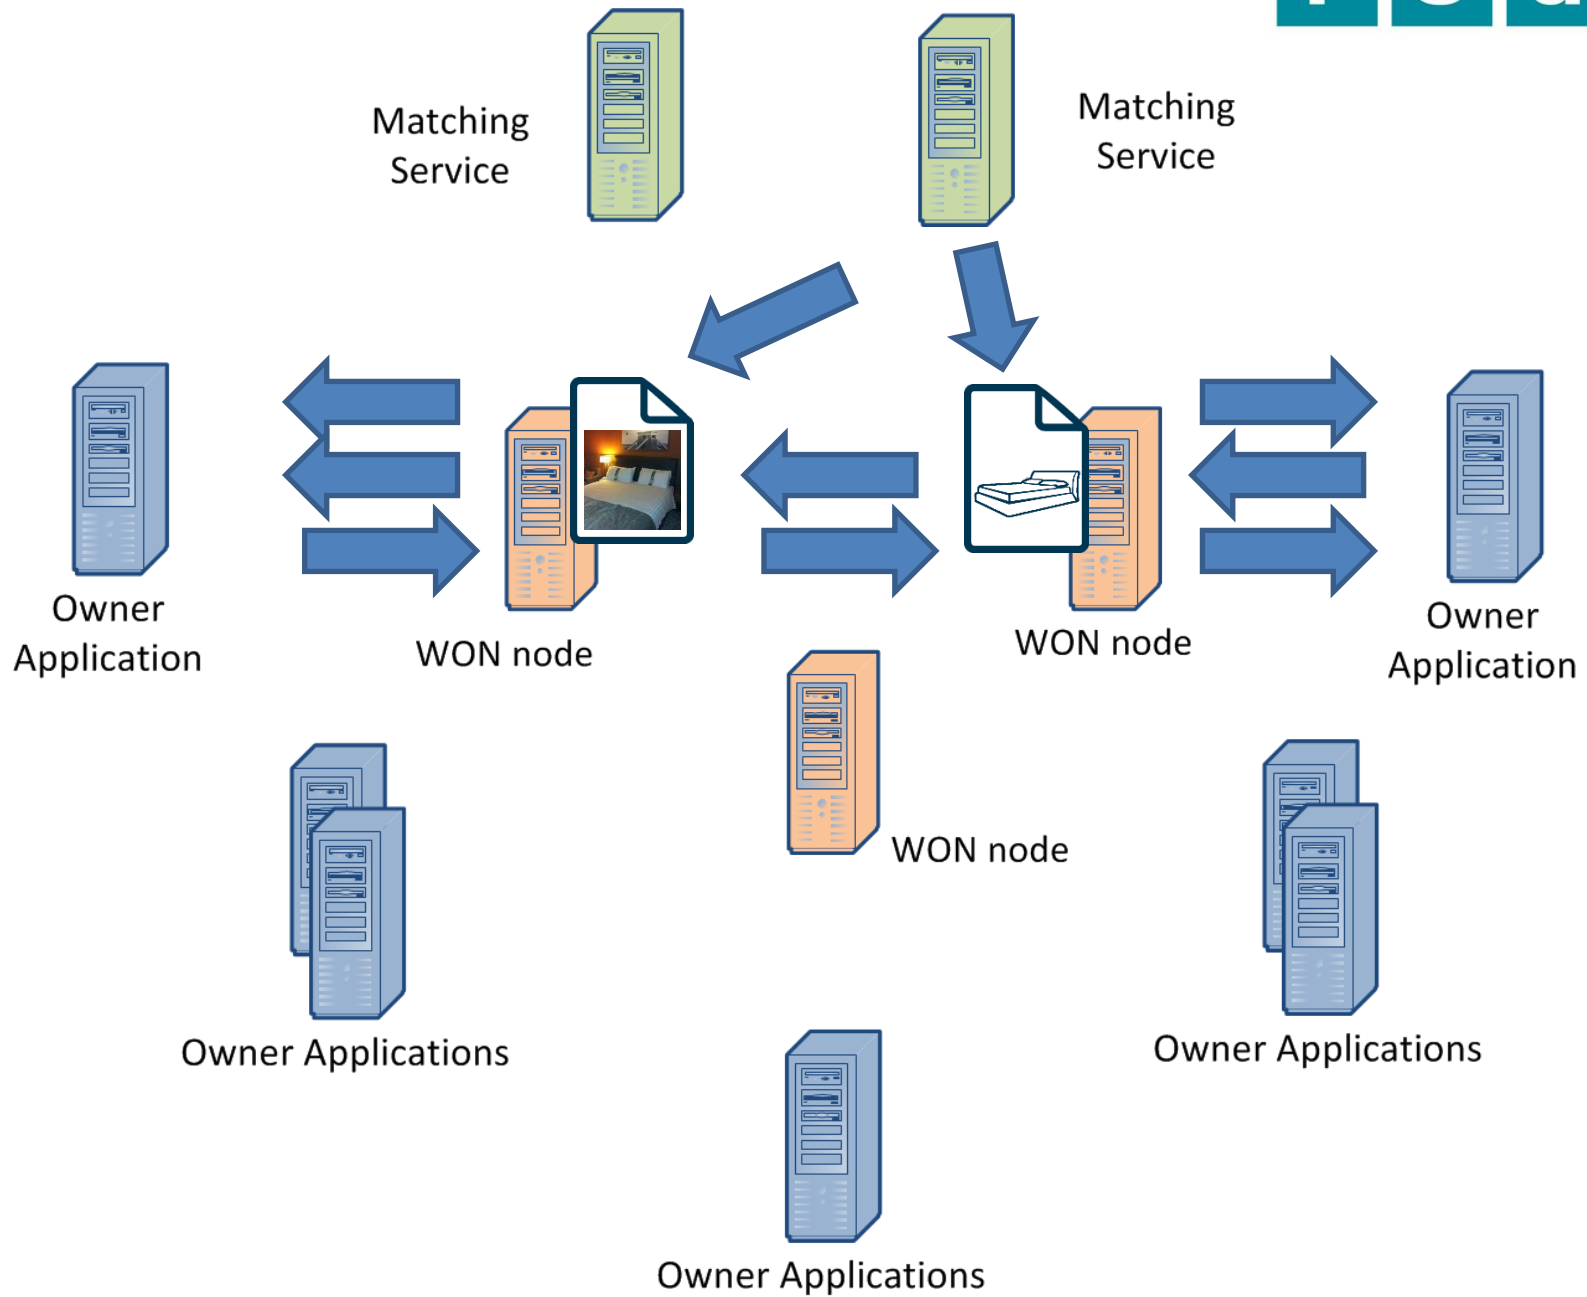 Matching
Service
Matching
Service
Owner
Application
WON node
WON node
Owner
Application
WON node
Owner Applications
Owner Applications
Owner Applications